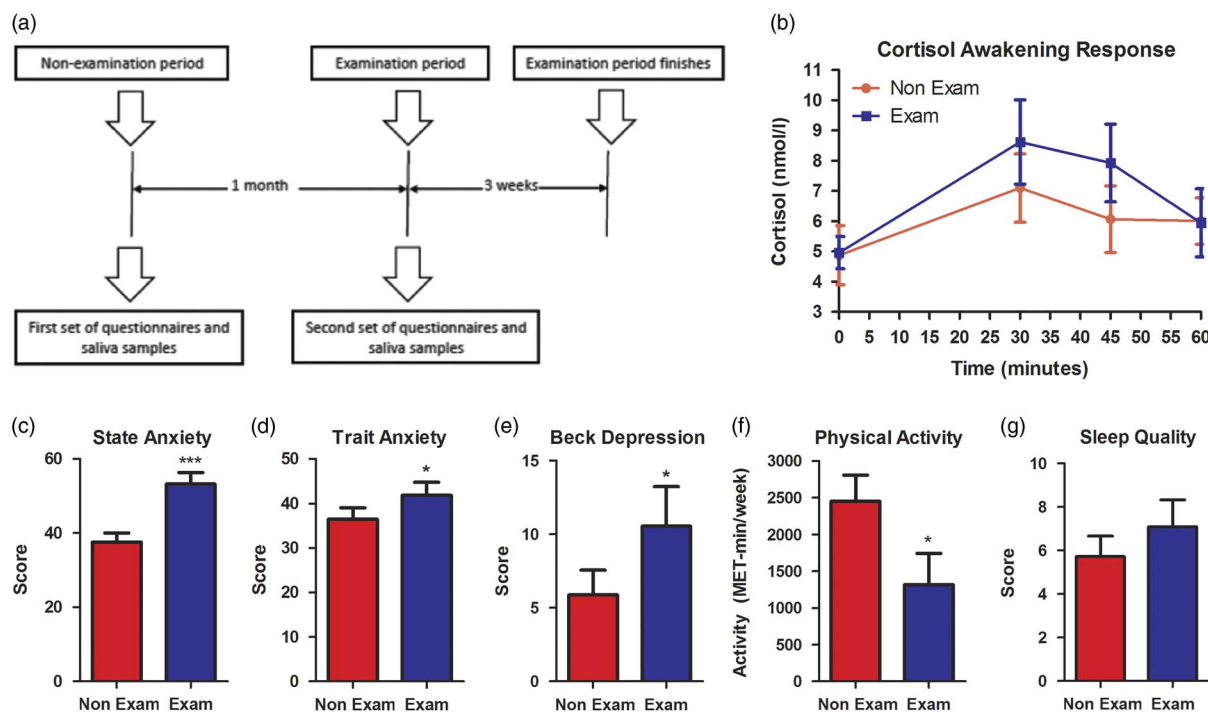 (a)
Non-examination period
Examination period
Examination period finishes
1 month
3 weeks
First set of questionnaires and
saliva samples
Second set of questionnaires and
saliva samples
(b)
Cortisol Awakening Response
Non Exam
Exam
11
10
9
8
7
6
5
4
3
Cortisol (nmol/l)
0 5 10 15 20 25 30 35 40 45 50 55 60
Time (minutes)
(c)
State Anxiety
***
60
40
20
0
Score
Non Exam Exam
(d)
Trait Anxiety
*
50
40
30
20
10
0
Score
Non Exam Exam
(e)
Beck Depression
*
15
10
5
0
Score
Non Exam Exam
(f)
Physical Activity
*
3000
2500
2000
1500
1000
500
0
Activity (MET-min/week)
Non Exam Exam
(g)
Sleep Quality
10
8
6
4
2
0
Score
Non Exam Exam